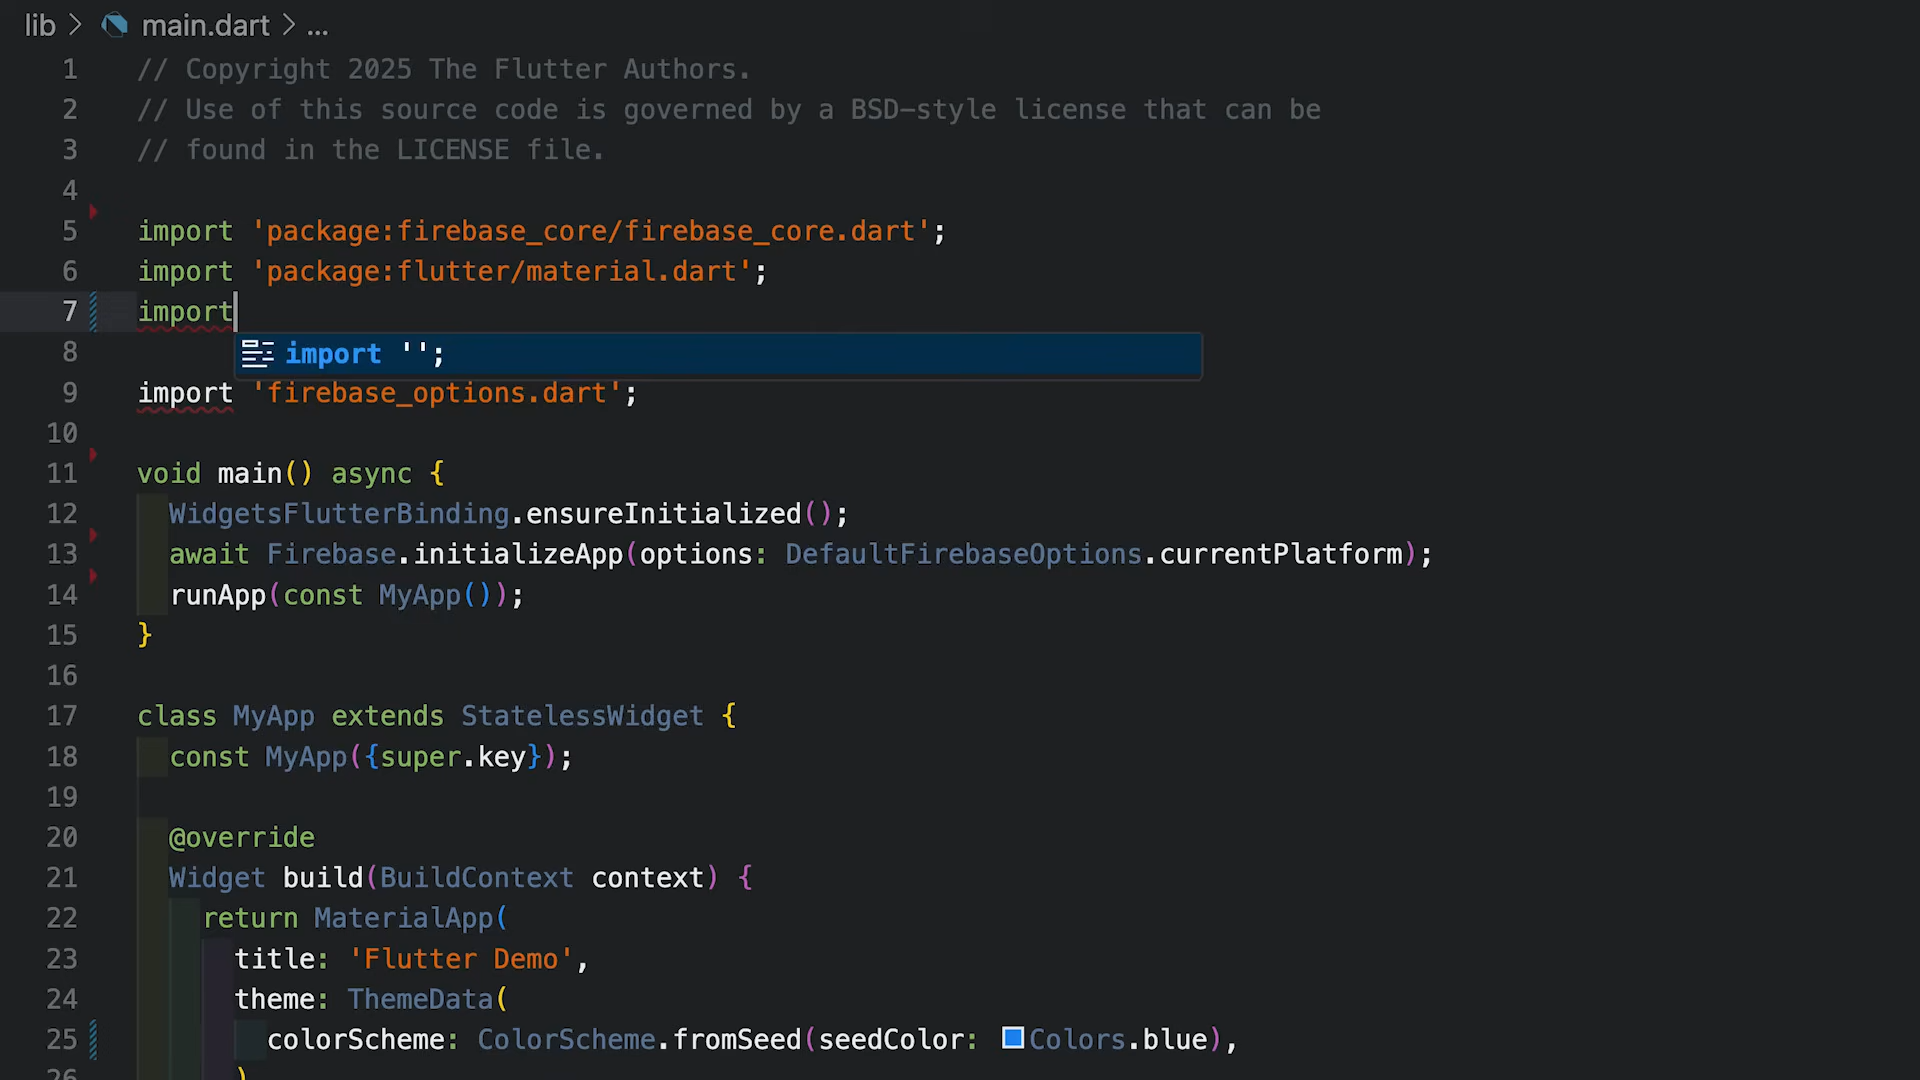 lib > main.dart > ...
1 // Copyright 2025 The Flutter Authors.
2 // Use of this source code is governed by a BSD-style license that can be
3 // found in the LICENSE file.
4
5 import 'package:firebase_core/firebase_core.dart';
6 import 'package:flutter/material.dart';
7 import
8 import '';
9 import 'firebase_options.dart';
10
11 void main() async {
12   WidgetsFlutterBinding.ensureInitialized();
13   await Firebase.initializeApp(options: DefaultFirebaseOptions.currentPlatform);
14   runApp(const MyApp());
15 }
16
17 class MyApp extends StatelessWidget {
18   const MyApp({super.key});
19
20   @override
21   Widget build(BuildContext context) {
22     return MaterialApp(
23       title: 'Flutter Demo',
24       theme: ThemeData(
25         colorScheme: ColorScheme.fromSeed(seedColor: Colors.blue),
26       )